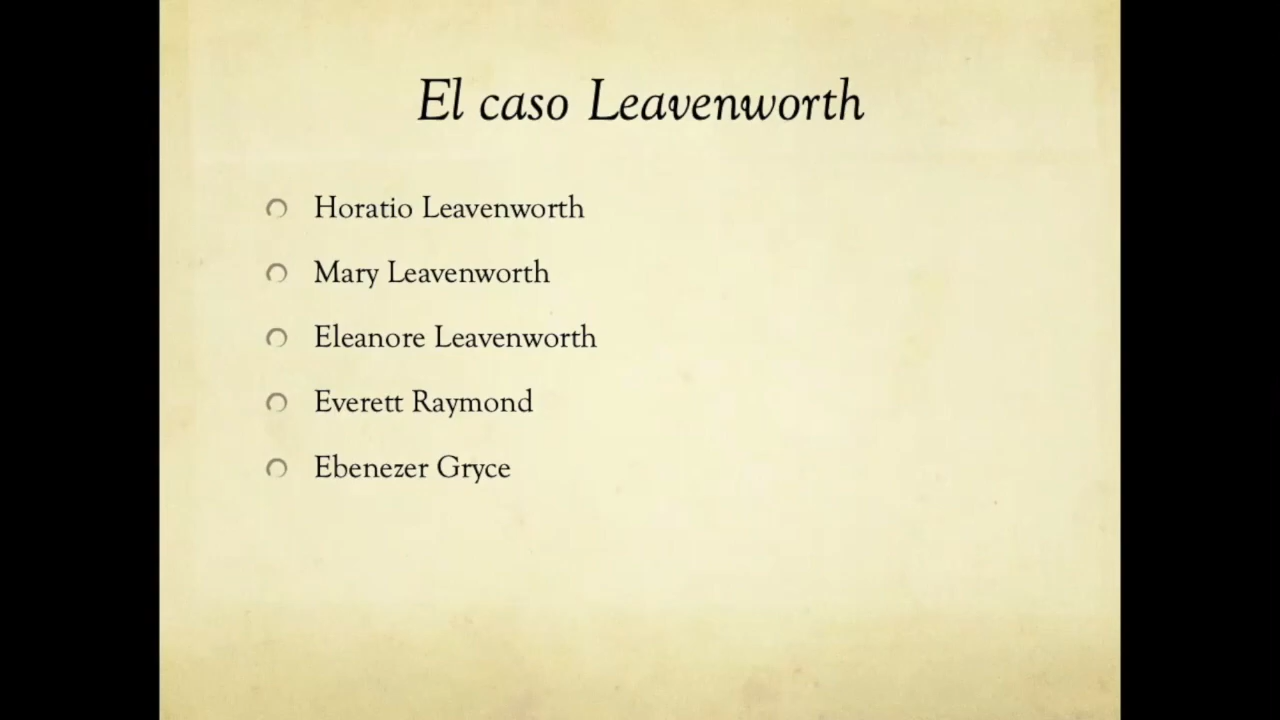 El caso Leavenworth
Horatio Leavenworth
Mary Leavenworth
Eleanore Leavenworth
Everett Raymond
Ebenezer Gryce